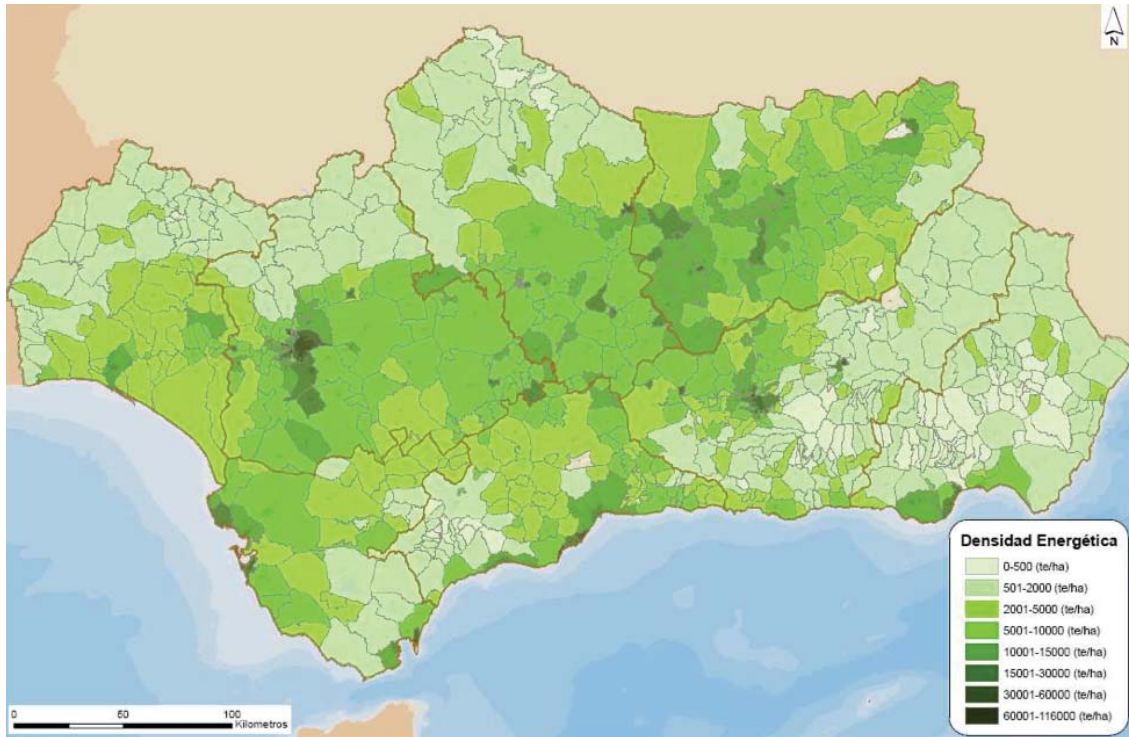 N
Densidad Energética
0-500 (te/ha)
501-2000 (te/ha)
2001-5000 (te/ha)
5001-10000 (te/ha)
10001-15000 (te/ha)
15001-30000 (te/ha)
30001-60000 (te/ha)
60001-116000 (te/ha)
0 50 100
Kilometros